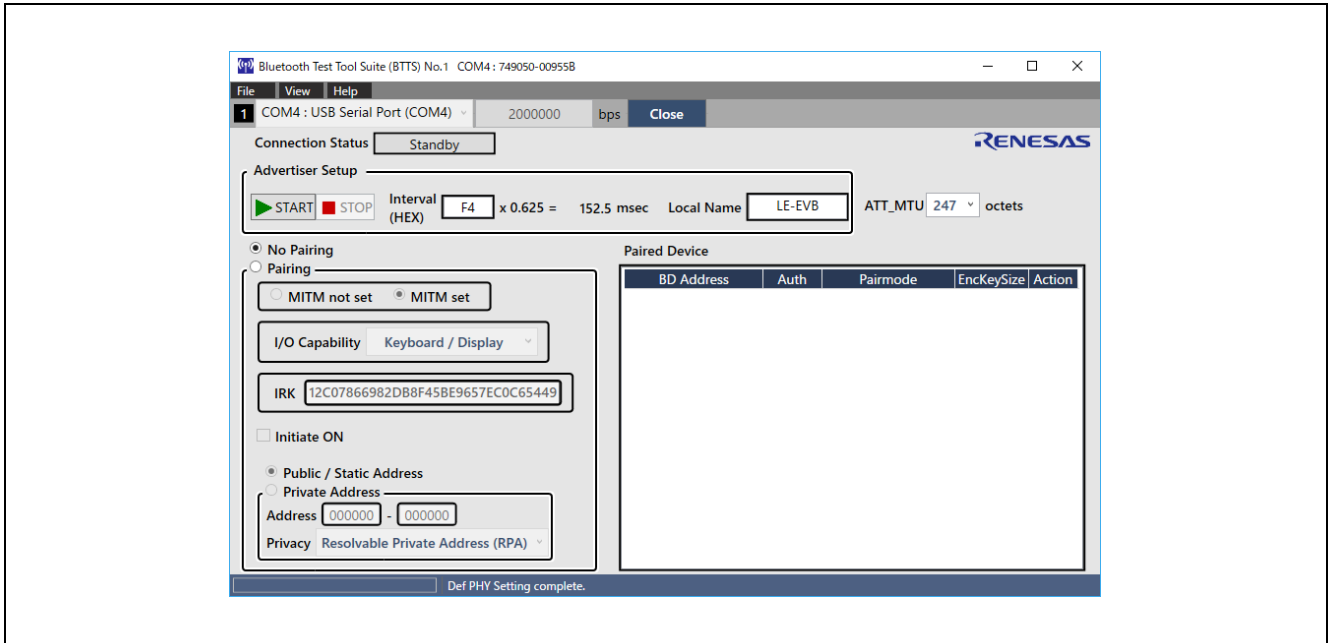 Bluetooth Test Tool Suite (BTTS) No.1 COM4 : 749050-00955B
File View Help
1 COM4 : USB Serial Port (COM4) 2000000 bps Close
Connection Status Standby RENESAS
Advertiser Setup
START STOP Interval (HEX) F4 x 0.625 = 152.5 msec Local Name LE-EVB ATT_MTU 247 octets
No Pairing
Pairing
MITM not set MITM set
I/O Capability Keyboard / Display
IRK 12C07866982DB8F45BE9657EC0C65449
Initiate ON
Public / Static Address
Private Address
Address 000000 - 000000
Privacy Resolvable Private Address (RPA)
Paired Device
BD Address Auth Pairmode EncKeySize Action
Def PHY Setting complete.